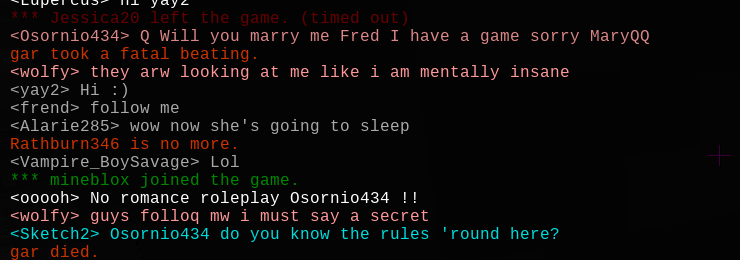 <Lupercus> hi yay2
*** Jessica20 left the game. (timed out)
<Osornio434> Q Will you marry me Fred I have a game sorry MaryQQ
gar took a fatal beating.
<wolfy> they arw looking at me like i am mentally insane
<yay2> Hi :)
<frend> follow me
<Alarie285> wow now she's going to sleep
Rathburn346 is no more.
<Vampire_BoySavage> Lol
*** mineblox joined the game.
<ooooh> No romance roleplay Osornio434 !!
<wolfy> guys folloq mw i must say a secret
<Sketch2> Osornio434 do you know the rules 'round here?
gar died.